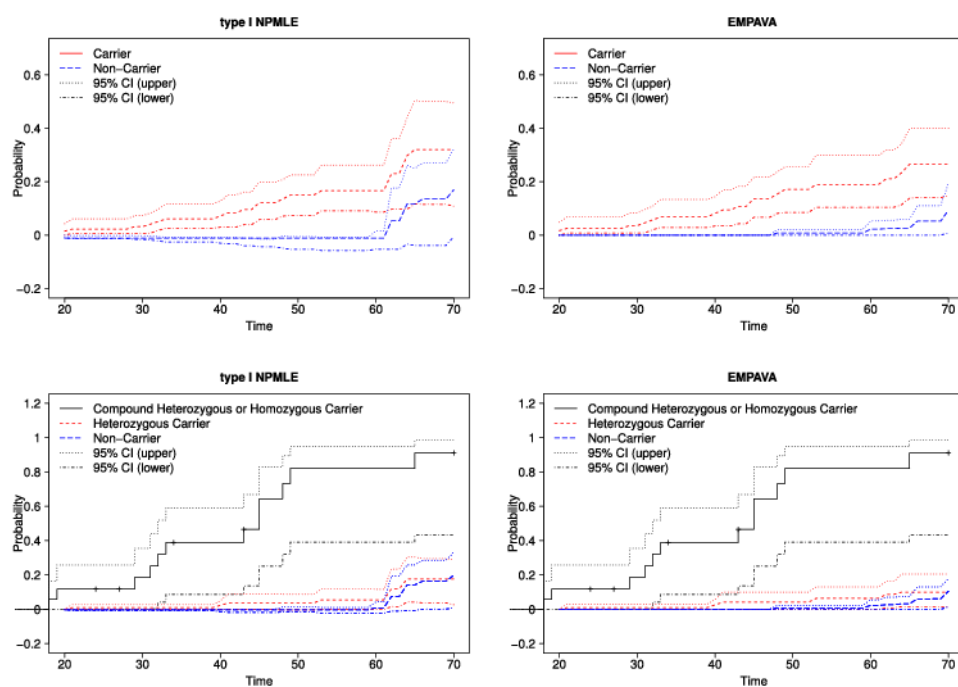 type I NPMLE
Carrier
Non-Carrier
95% CI (upper)
95% CI (lower)
0.6
0.4
0.2
0
−0.2
Probability
20 30 40 50 60 70
Time
EMPAVA
Carrier
Non-Carrier
95% CI (upper)
95% CI (lower)
0.6
0.4
0.2
0
−0.2
Probability
20 30 40 50 60 70
Time
type I NPMLE
Compound Heterozygous or Homozygous Carrier
Heterozygous Carrier
Non-Carrier
95% CI (upper)
95% CI (lower)
1.2
1
0.8
0.6
0.4
0.2
0
−0.2
Probability
20 30 40 50 60 70
Time
EMPAVA
Compound Heterozygous or Homozygous Carrier
Heterozygous Carrier
Non-Carrier
95% CI (upper)
95% CI (lower)
1.2
1
0.8
0.6
0.4
0.2
0
−0.2
Probability
20 30 40 50 60 70
Time